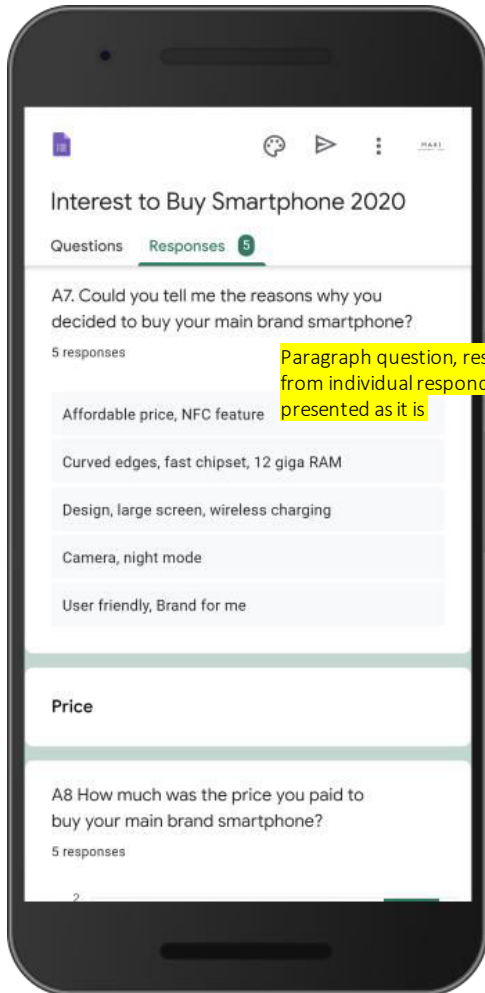 MAKI
Interest to Buy Smartphone 2020
Questions Responses 5
A7. Could you tell me the reasons why you
decided to buy your main brand smartphone?
5 responses
Paragraph question, res
from individual respond
presented as it is
Affordable price, NFC feature
Curved edges, fast chipset, 12 giga RAM
Design, large screen, wireless charging
Camera, night mode
User friendly, Brand for me
Price
A8 How much was the price you paid to
buy your main brand smartphone?
5 responses
2